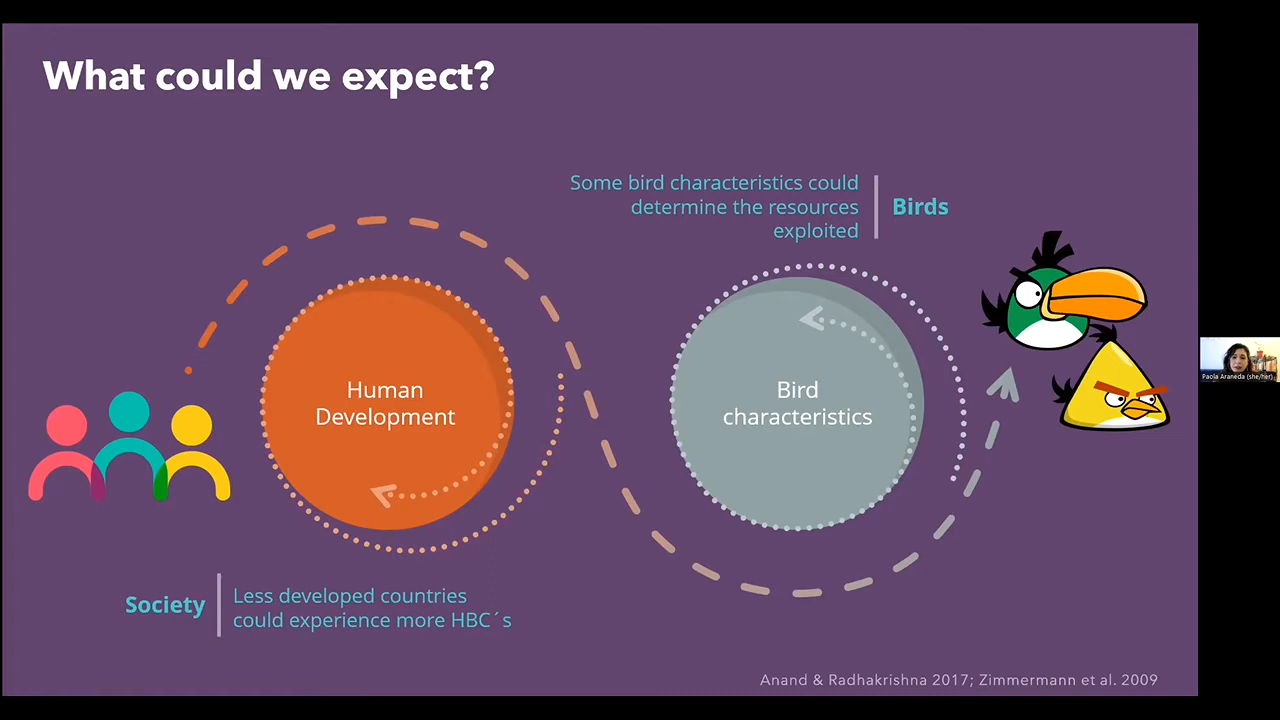 What could we expect?
Some bird characteristics could
determine the resources
exploited
Birds
Human
Development
Bird
characteristics
Society
Less developed countries
could experience more HBC´s
Anand & Radhakrishna 2017; Zimmermann et al. 2009
Paola Araneda (she/her)